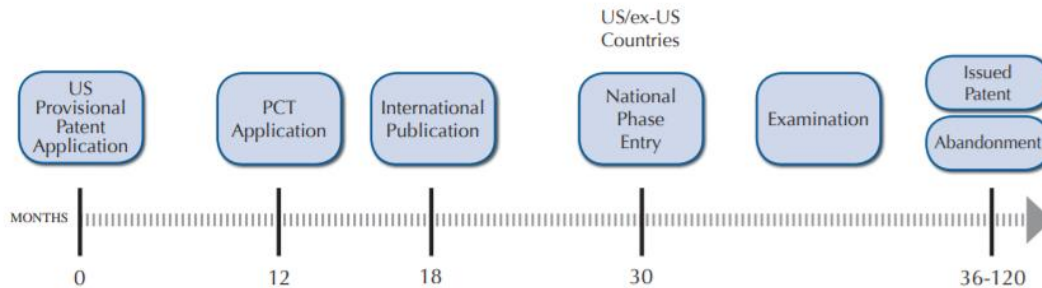 US/ex-US
Countries
US
Provisional
Patent
Application
PCT
Application
International
Publication
National
Phase
Entry
Examination
Issued
Patent
Abandonment
MONTHS
0
12
18
30
36-120